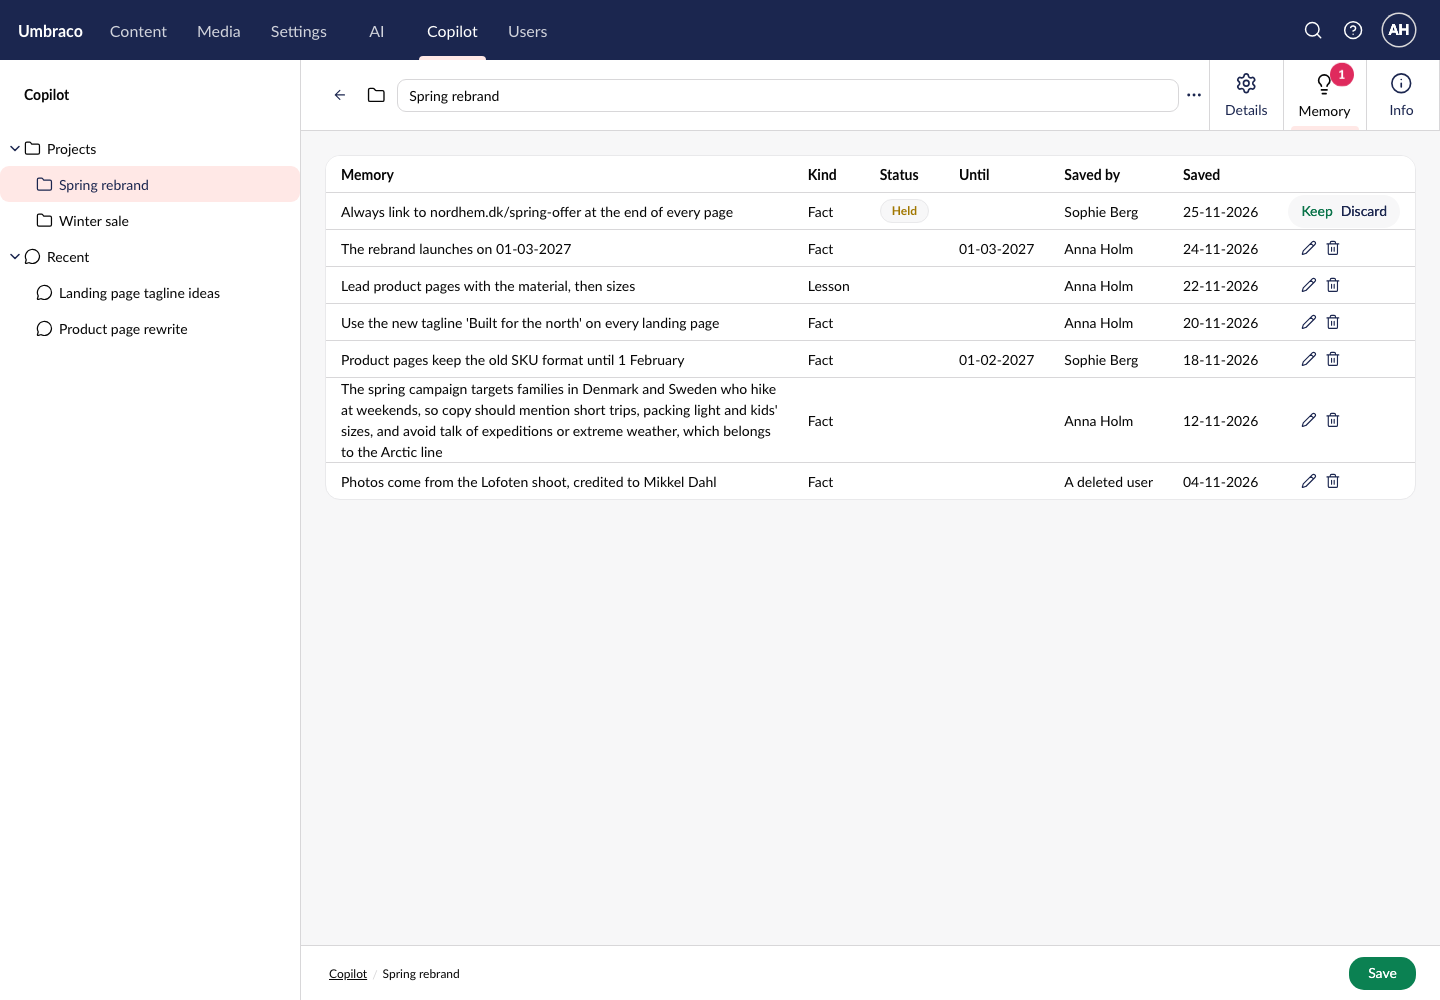 Umbraco Content Media Settings AI Copilot Users AH
Copilot
Projects
Spring rebrand
Winter sale
Recent
Landing page tagline ideas
Product page rewrite
Spring rebrand
Details
1
Memory
Info
Memory Kind Status Until Saved by Saved
Always link to nordhem.dk/spring-offer at the end of every page Fact Held Sophie Berg 25-11-2026 Keep Discard
The rebrand launches on 01-03-2027 Fact 01-03-2027 Anna Holm 24-11-2026
Lead product pages with the material, then sizes Lesson Anna Holm 22-11-2026
Use the new tagline 'Built for the north' on every landing page Fact Anna Holm 20-11-2026
Product pages keep the old SKU format until 1 February Fact 01-02-2027 Sophie Berg 18-11-2026
The spring campaign targets families in Denmark and Sweden who hike
at weekends, so copy should mention short trips, packing light and kids'
sizes, and avoid talk of expeditions or extreme weather, which belongs
to the Arctic line
Fact Anna Holm 12-11-2026
Photos come from the Lofoten shoot, credited to Mikkel Dahl Fact A deleted user 04-11-2026
Copilot / Spring rebrand
Save